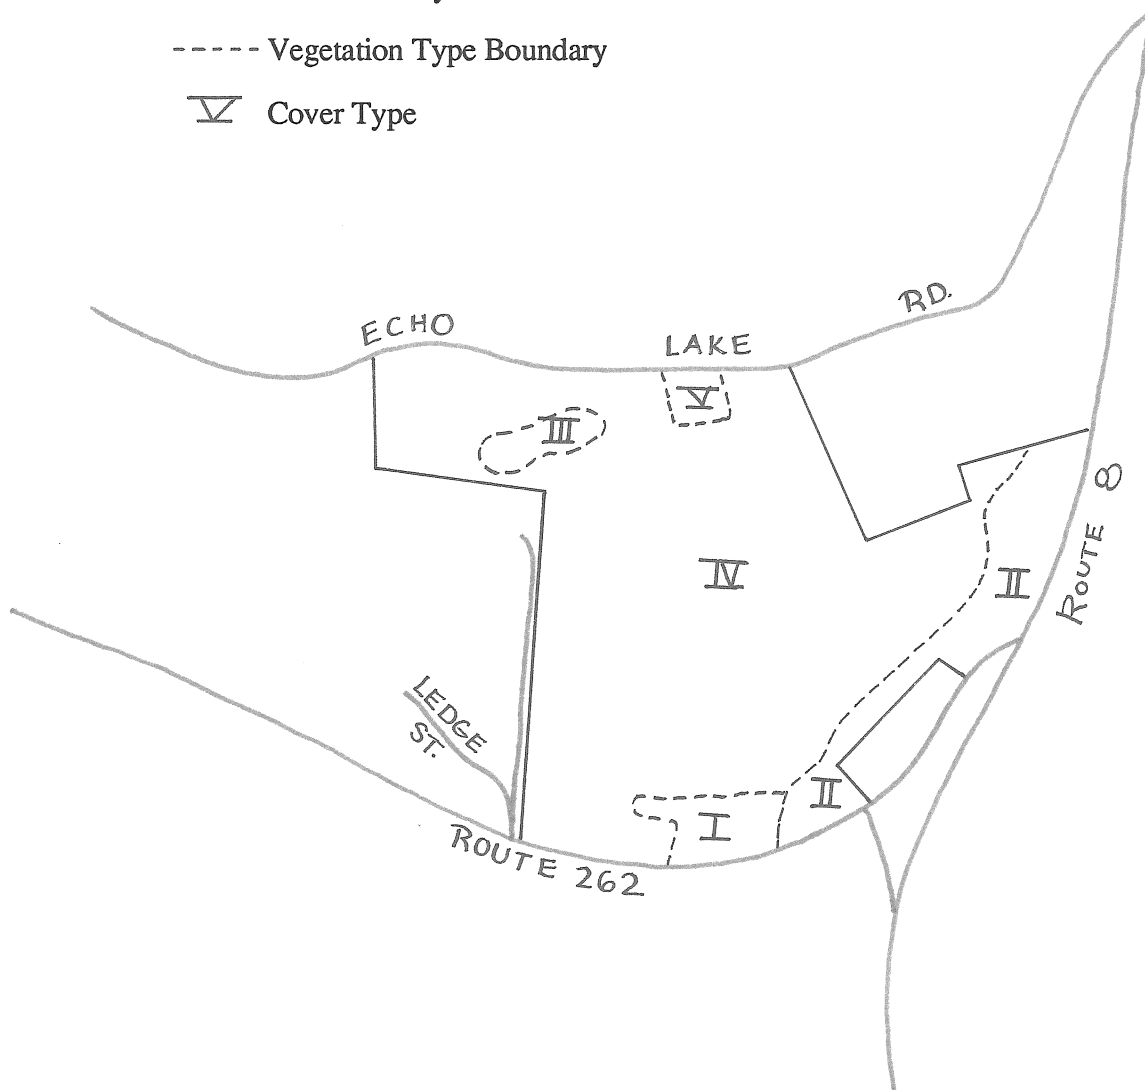 ----- Vegetation Type Boundary
V Cover Type
ECHO
LAKE
RD.
III
V
IV
II
ROUTE 8
LEDGE
ST.
II
I
ROUTE 262